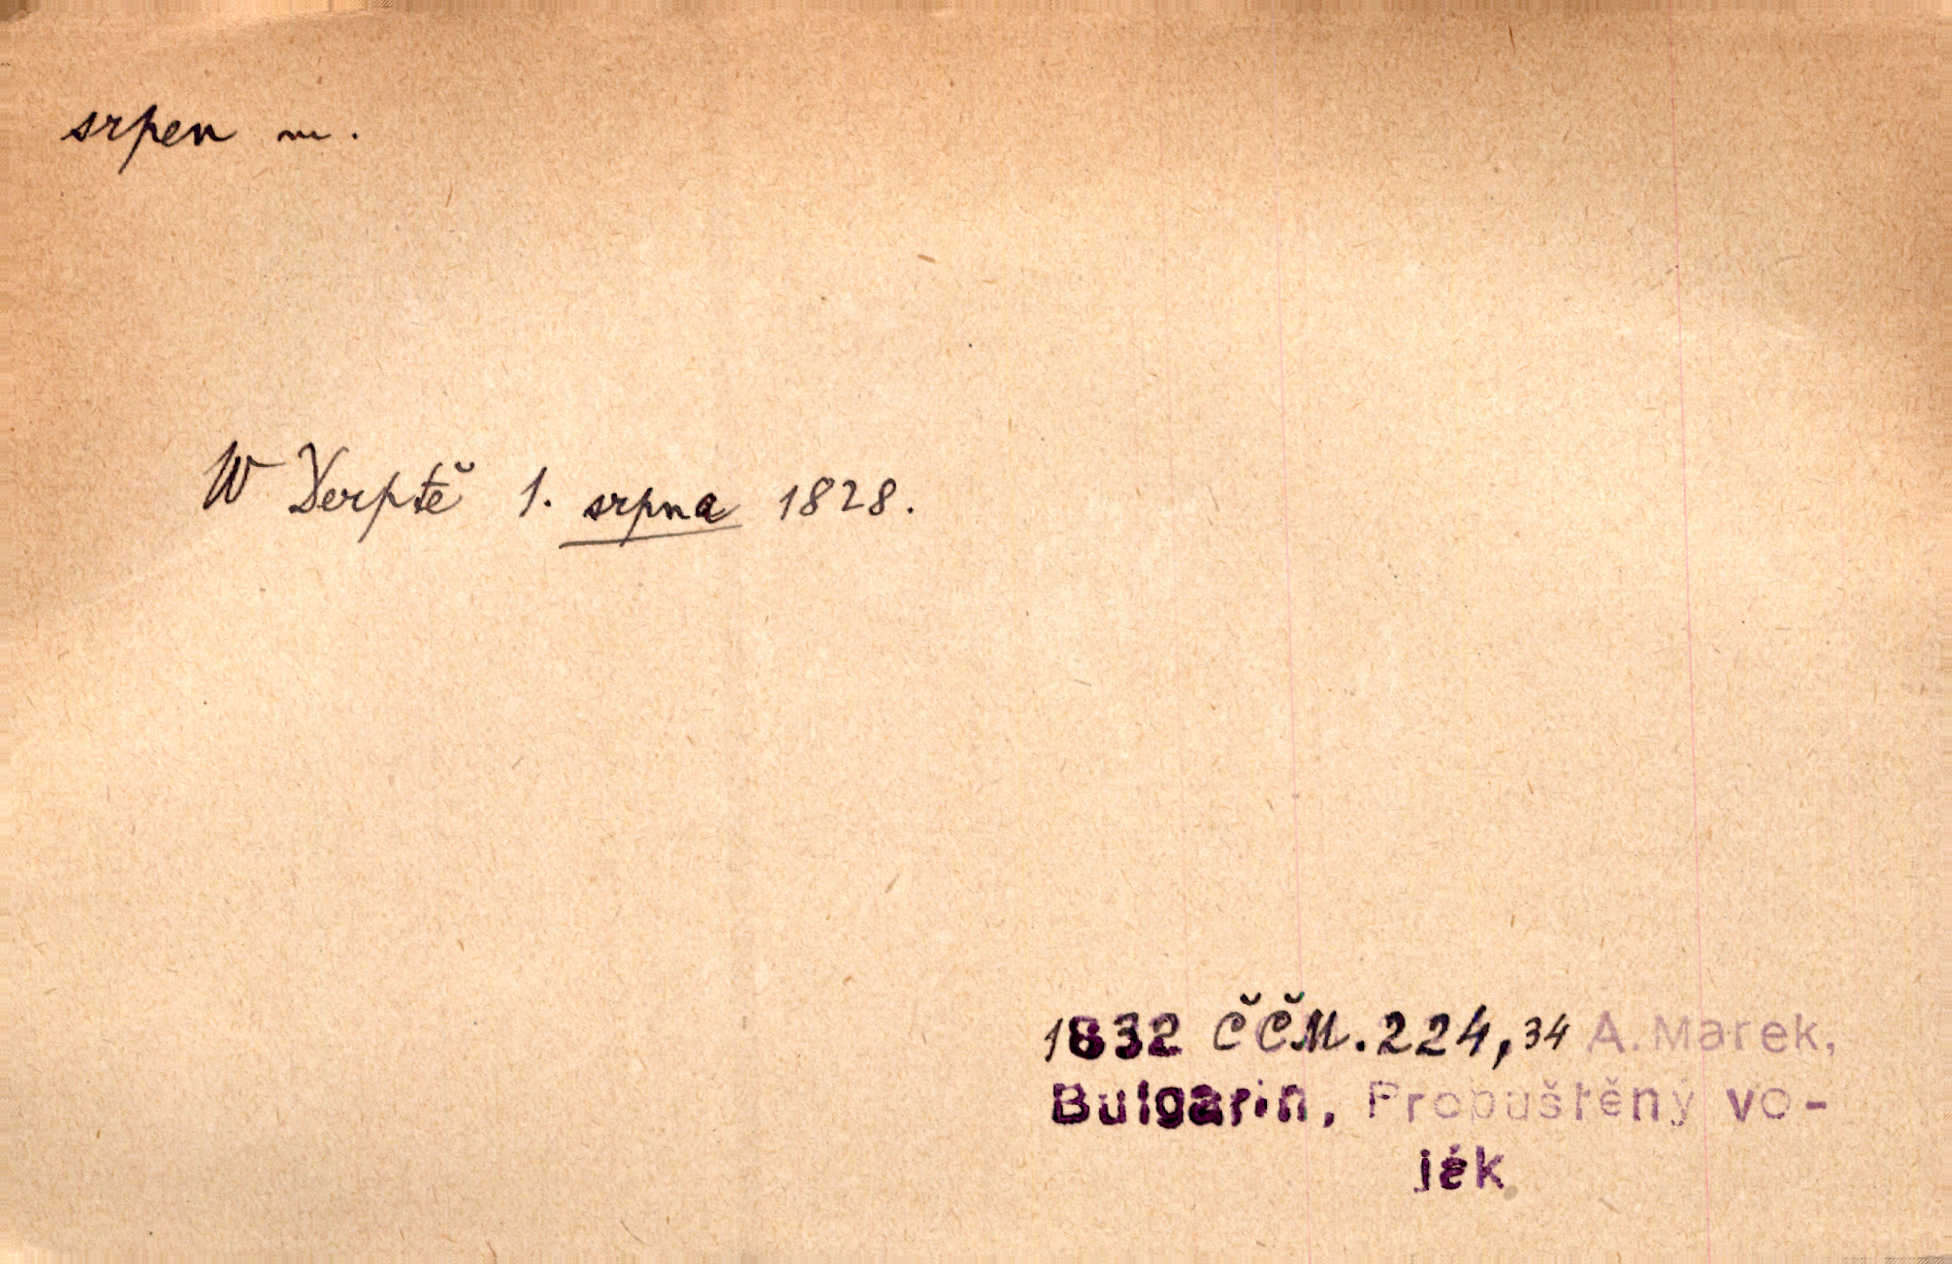 srpen m.
W Derptě 1. srpna 1828.
1832 ČČM. 224,34 A. Marek,
Bulgarin, Propuštěný vo-
ják